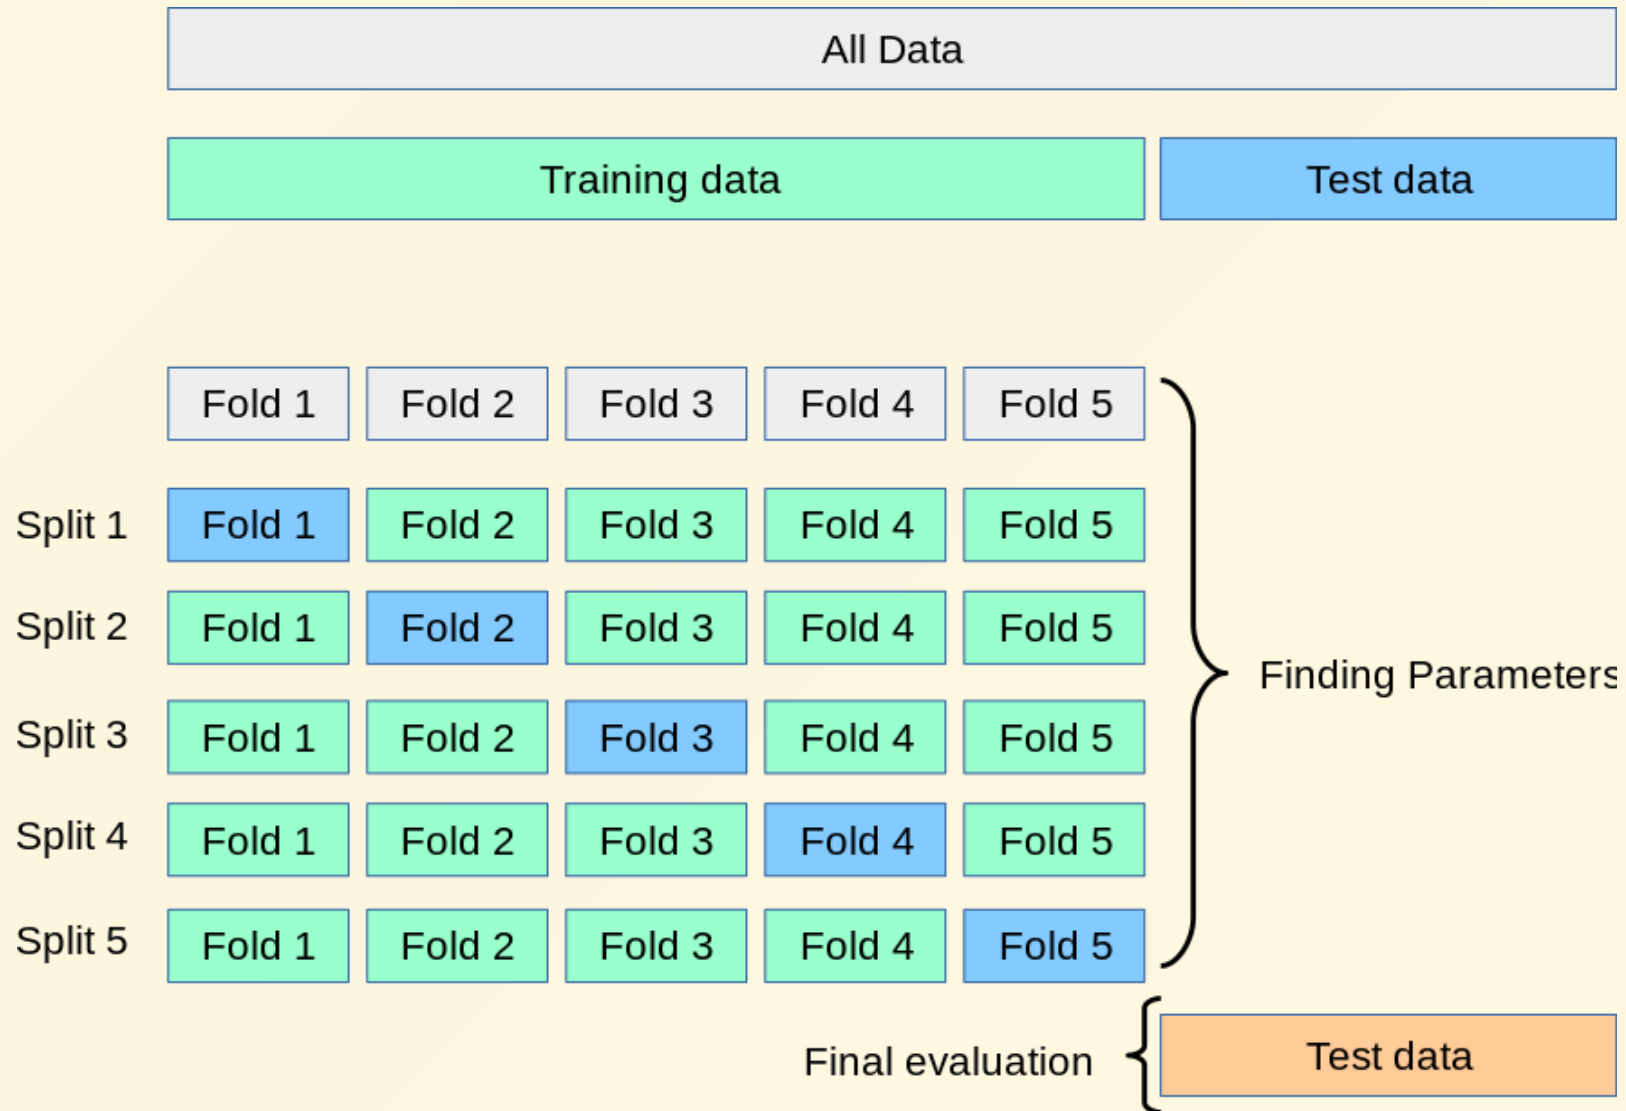 All Data
Training data Test data
Fold 1 Fold 2 Fold 3 Fold 4 Fold 5
Split 1 Fold 1 Fold 2 Fold 3 Fold 4 Fold 5
Split 2 Fold 1 Fold 2 Fold 3 Fold 4 Fold 5
Finding Parameters
Split 3 Fold 1 Fold 2 Fold 3 Fold 4 Fold 5
Split 4 Fold 1 Fold 2 Fold 3 Fold 4 Fold 5
Split 5 Fold 1 Fold 2 Fold 3 Fold 4 Fold 5
Final evaluation Test data